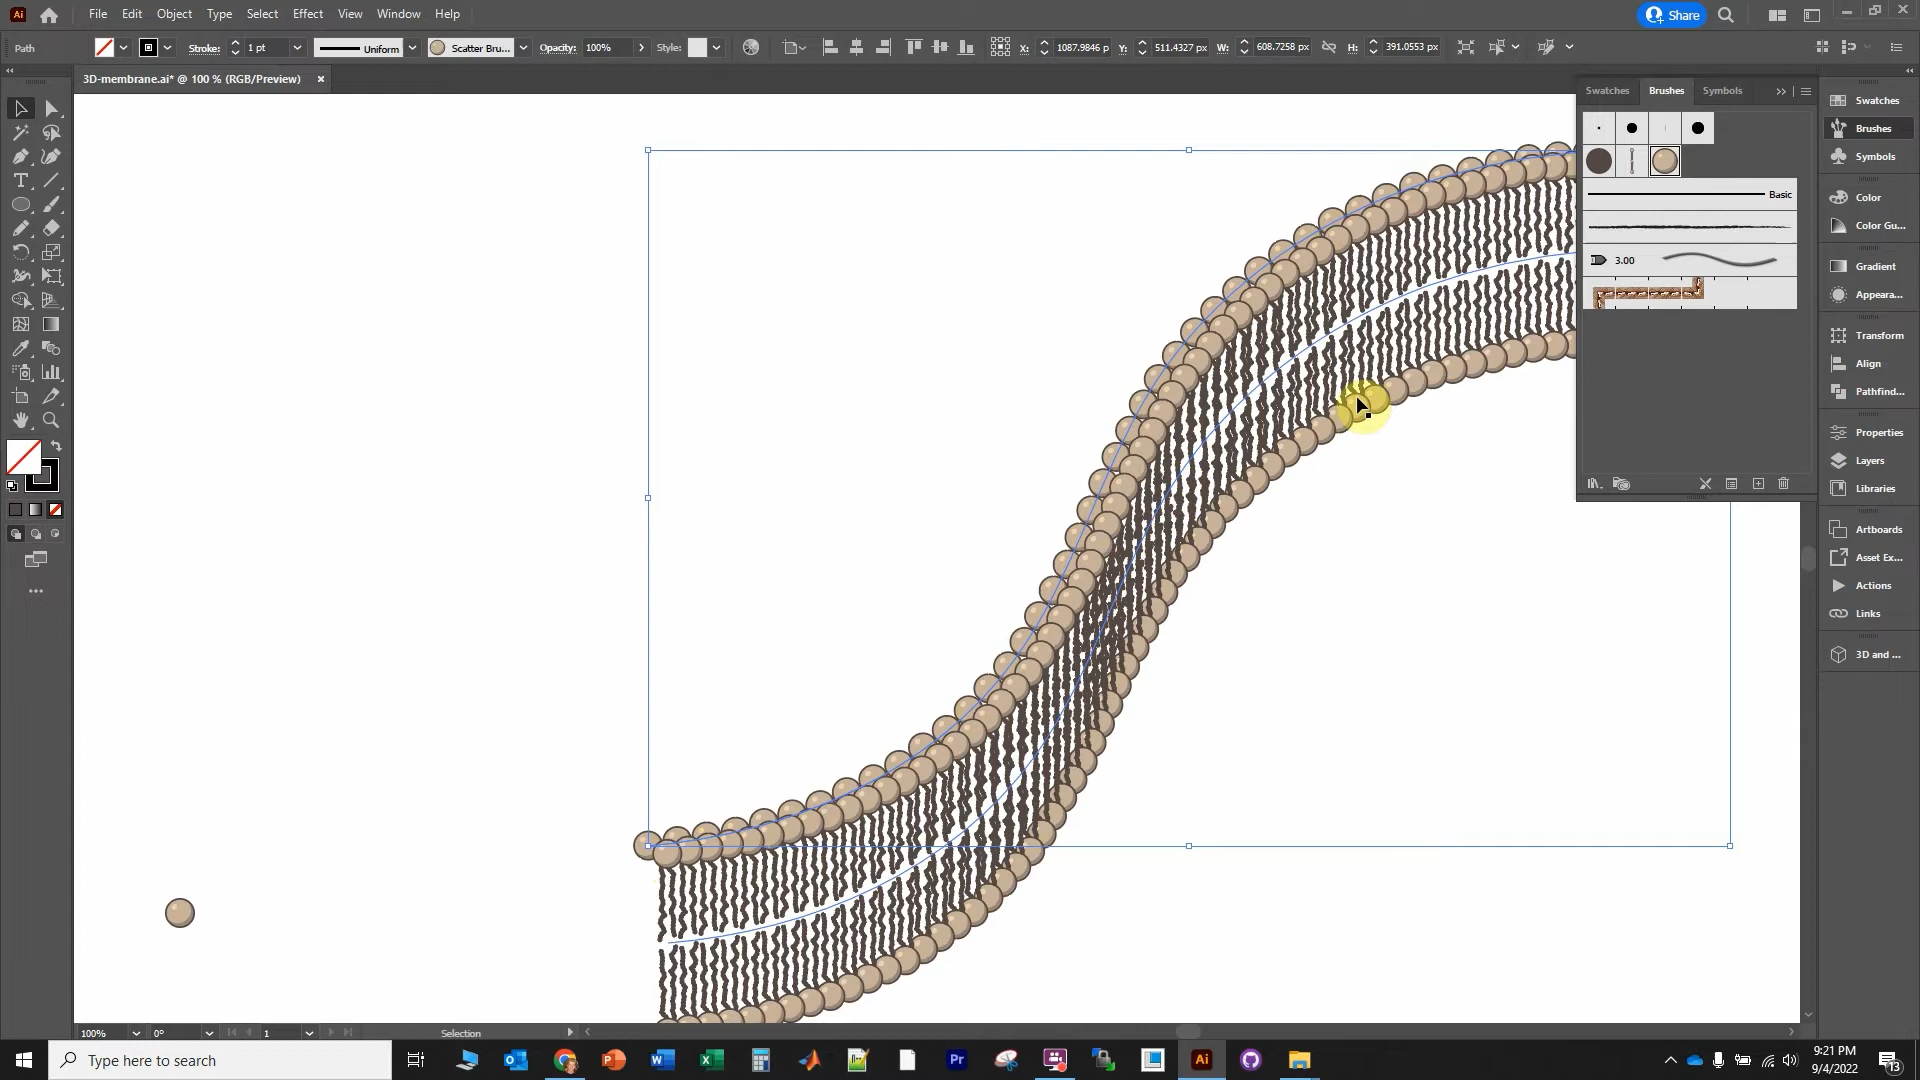 Ai File Edit Object Type Select Effect View Window Help Share
Path Stroke: 1 pt Uniform Scatter Bru... Opacity: 100% Style: X: 1087.9846 p Y: 511.4327 px W: 608.7258 px H: 391.0553 px
3D-membrane.ai* @ 100 % (RGB/Preview) ×
Swatches Brushes Symbols
Basic
3.00
Swatches
Brushes
Symbols
Color
Color Gu...
Gradient
Appeara...
Transform
Align
Pathfind...
Properties
Layers
Libraries
Artboards
Asset Ex...
Actions
Links
3D and ...
100% 0° 1 Selection
Type here to search
Pr Ai
9:21 PM
9/4/2022
13